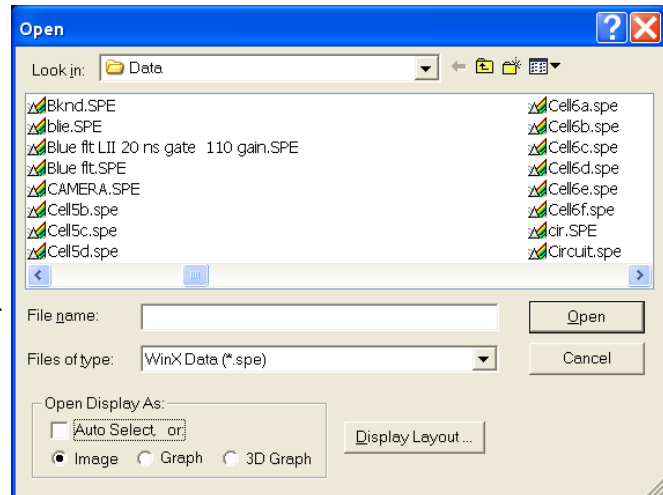 Open
Look in: Data
Bknd.SPE
blie.SPE
Blue flt LII 20 ns gate 110 gain.SPE
Blue flt.SPE
CAMERA.SPE
Cell5b.spe
Cell5c.spe
Cell5d.spe
Cell6a.spe
Cell6b.spe
Cell6c.spe
Cell6d.spe
Cell6e.spe
Cell6f.spe
cir.SPE
Circuit.spe
File name:
Open
Files of type: WinX Data (*.spe)
Cancel
Open Display As:
Auto Select, or:
Image Graph 3D Graph
Display Layout ...